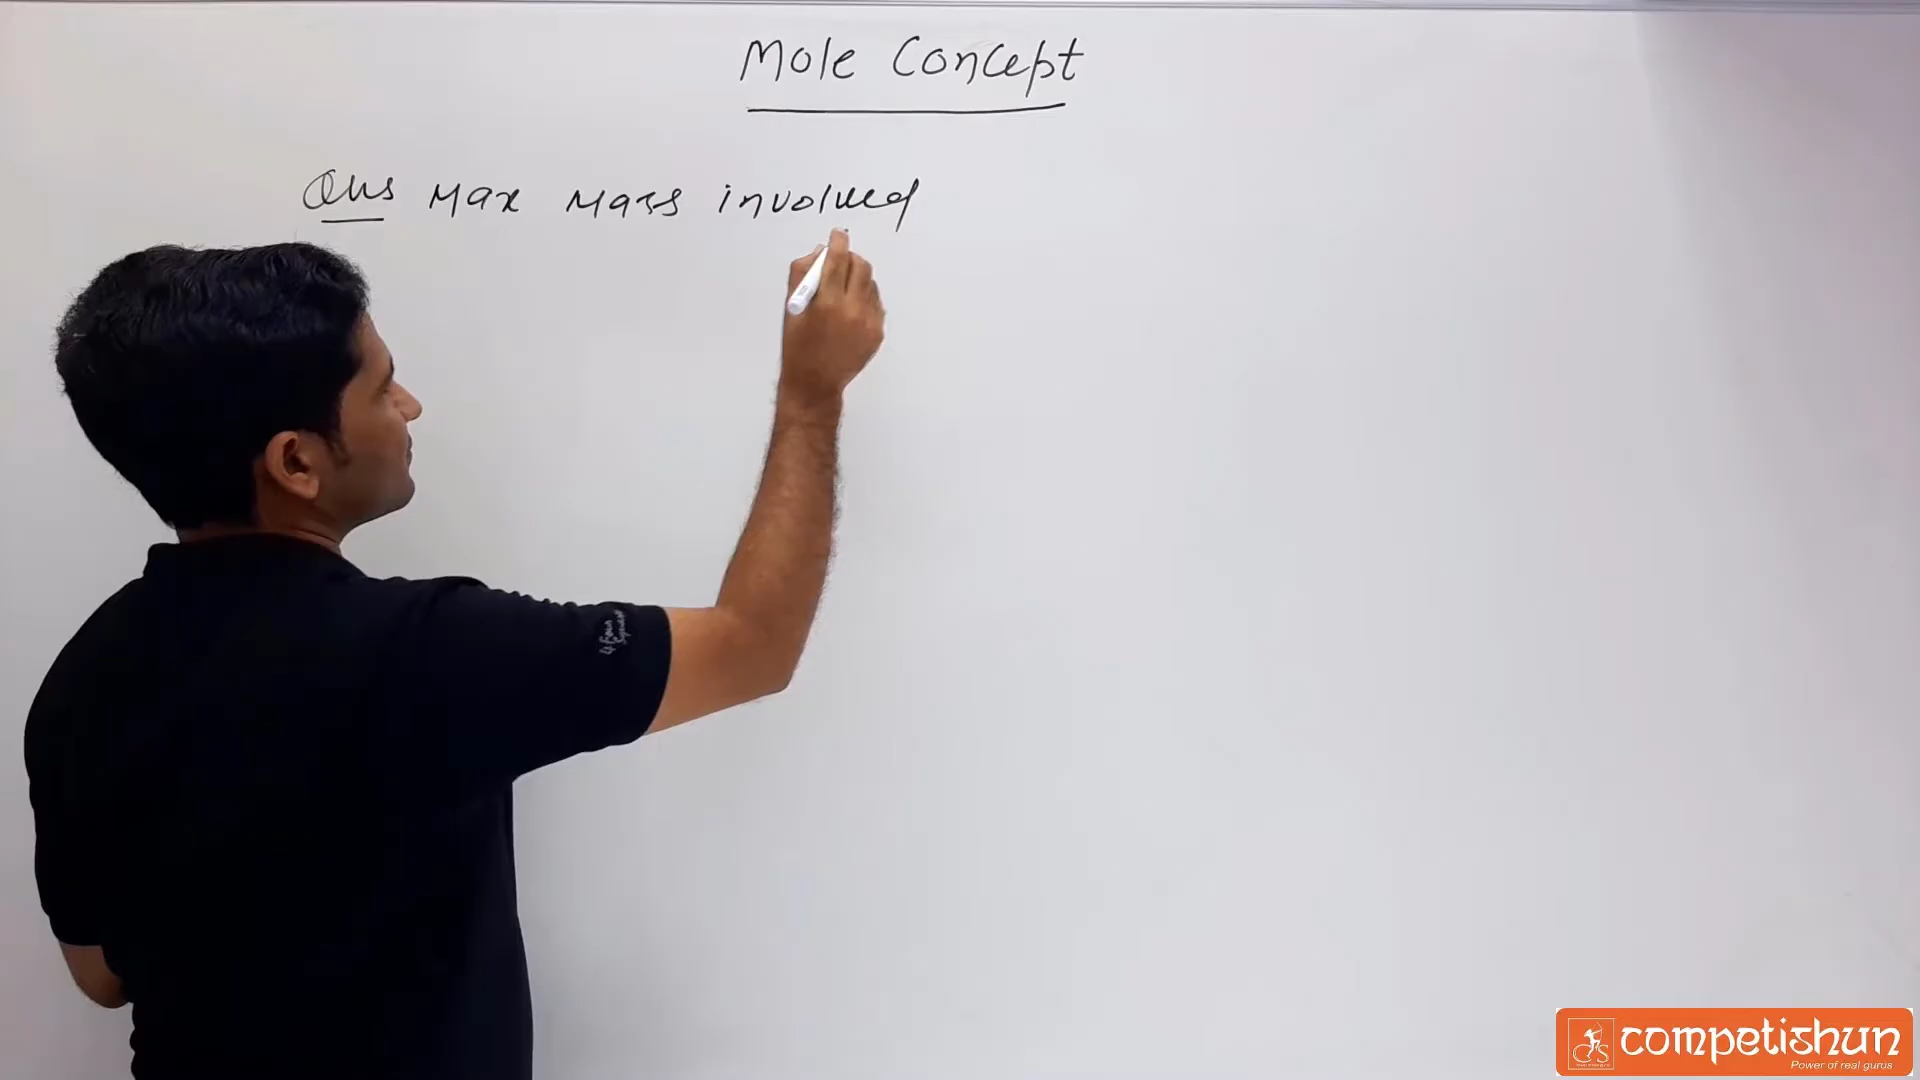 Mole Concept
Ques Max Mass involved
competishun
Power of real gurus